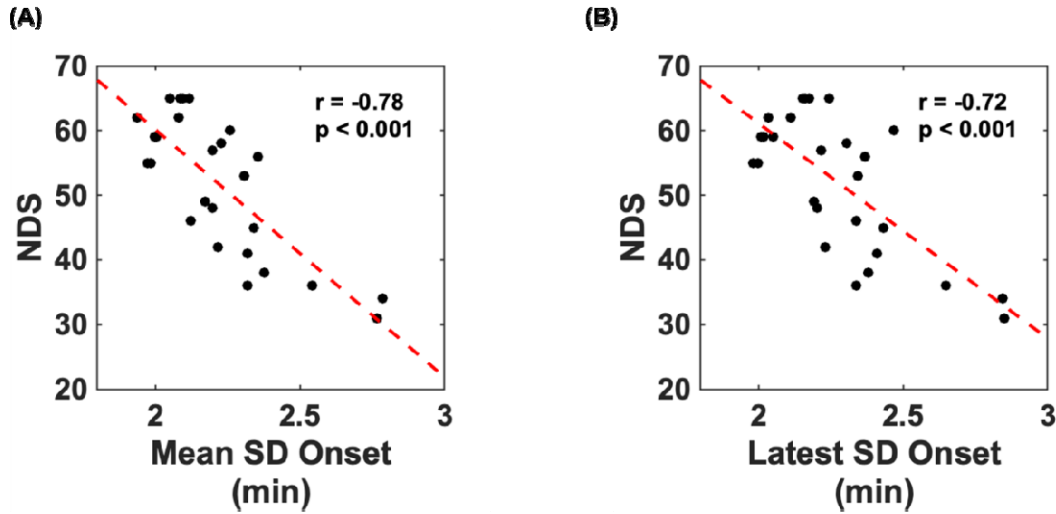 (A)
70
60
50
40
30
20
NDS
r = -0.78
p < 0.001
2
2.5
3
Mean SD Onset
(min)
(B)
70
60
50
40
30
20
NDS
r = -0.72
p < 0.001
2
2.5
3
Latest SD Onset
(min)